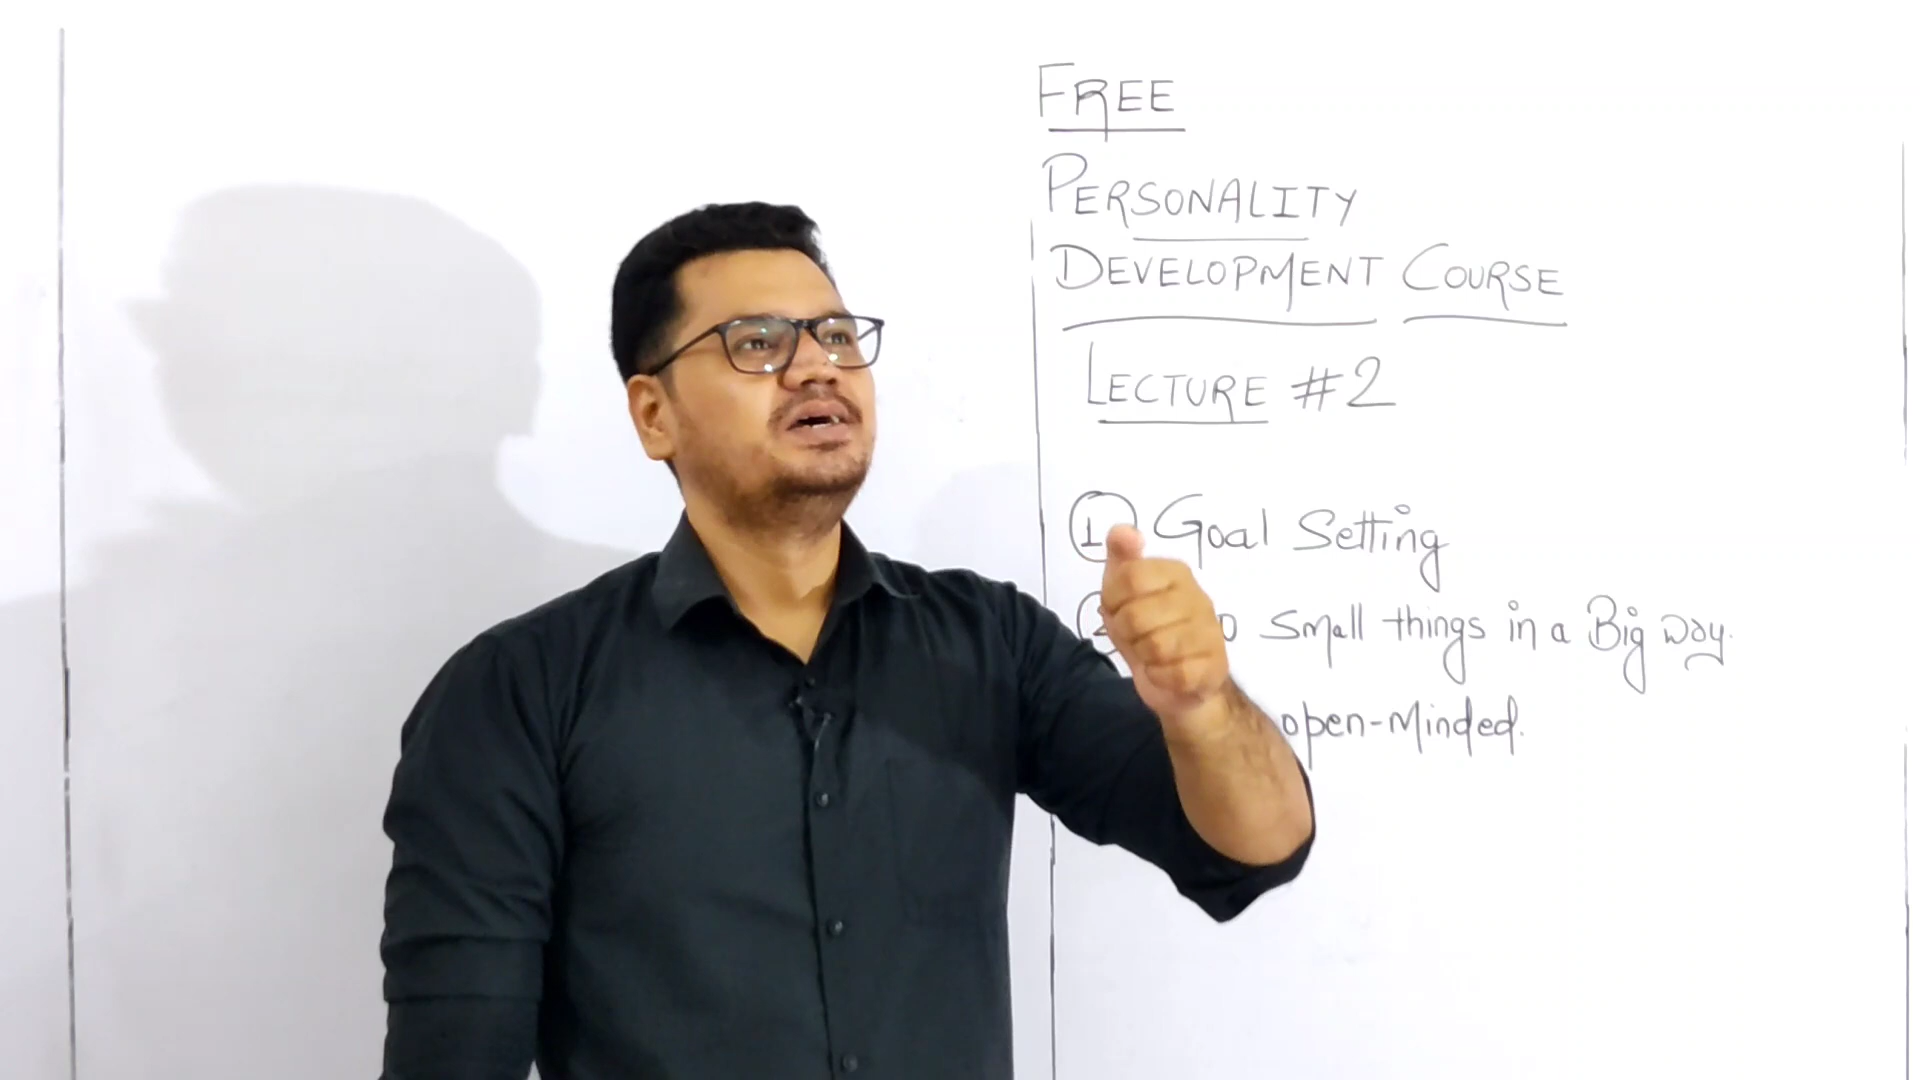 FREE
PERSONALITY
DEVELOPMENT COURSE
LECTURE #2
1 Goal Setting
small things in a Big way.
open-Minded.